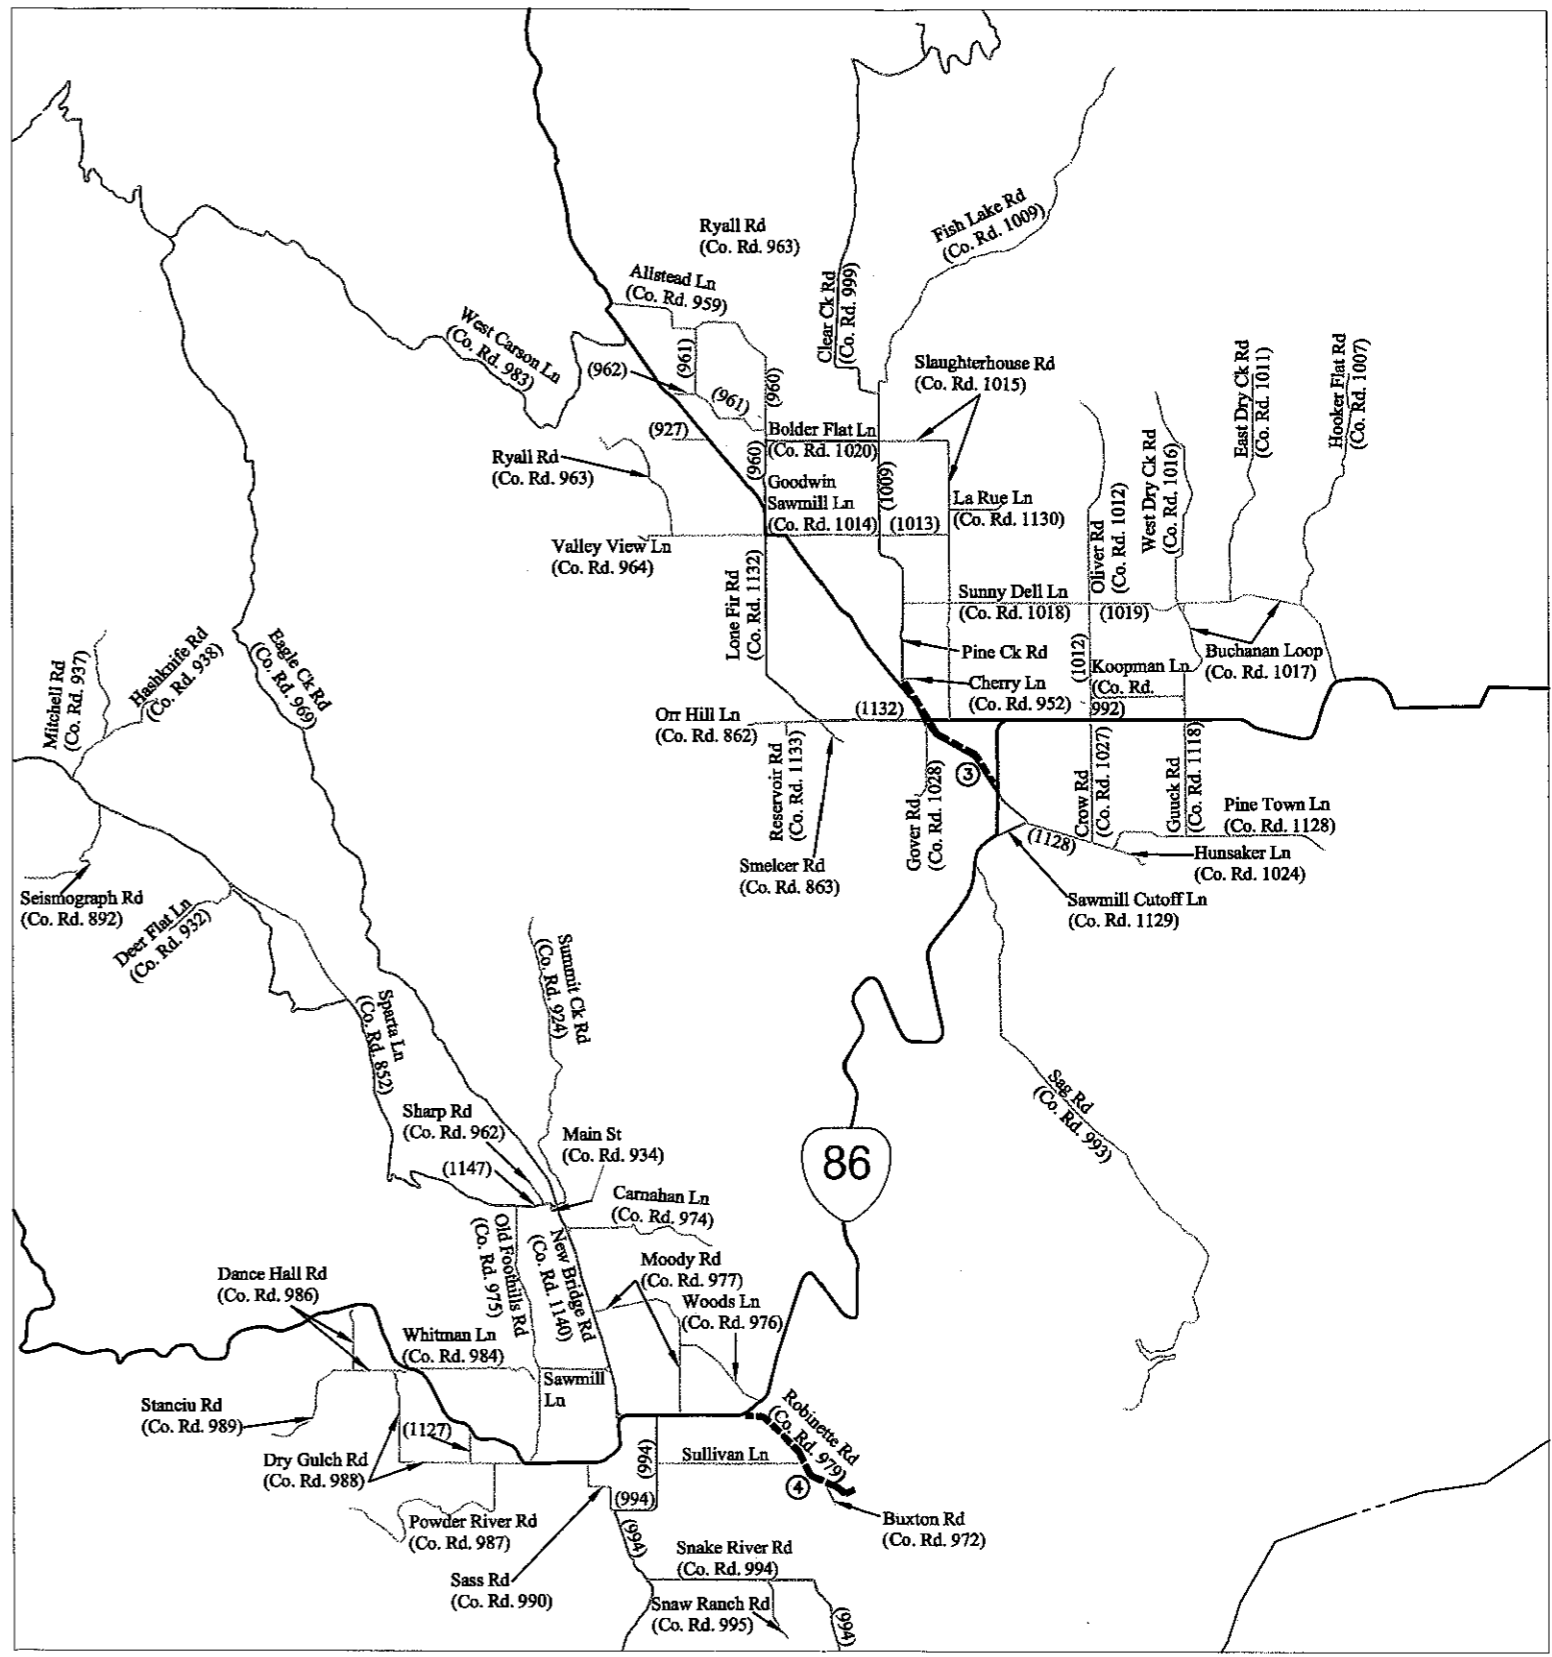 Ryall Rd
(Co. Rd. 963)
Fish Lake Rd
(Co. Rd. 1009)
Allstead Ln
(Co. Rd. 959)
Clear Ck Rd
(Co. Rd. 999)
West Carson Ln
(Co. Rd. 983)
(962)
(961)
(961)
(960)
Slaughterhouse Rd
(Co. Rd. 1015)
East Dry Ck Rd
(Co. Rd. 1011)
Hooker Flat Rd
(Co. Rd. 1007)
(927)
Bolder Flat Ln
(Co. Rd. 1020)
Ryall Rd
(Co. Rd. 963)
(960)
Goodwin
Sawmill Ln
(Co. Rd. 1014)
(1009)
(1013)
La Rue Ln
(Co. Rd. 1130)
Oliver Rd
(Co. Rd. 1012)
West Dry Ck Rd
(Co. Rd. 1016)
Valley View Ln
(Co. Rd. 964)
Lone Fir Rd
(Co. Rd. 1132)
Sunny Dell Ln
(Co. Rd. 1018)
(1019)
Mitchell Rd
(Co. Rd. 937)
Hashknife Rd
(Co. Rd. 938)
Eagle Ck Rd
(Co. Rd. 969)
Pine Ck Rd
(1012)
Koopman Ln
(Co. Rd.
992)
Buchanan Loop
(Co. Rd. 1017)
Cherry Ln
(Co. Rd. 952)
Orr Hill Ln
(Co. Rd. 862)
(1132)
Reservoir Rd
(Co. Rd. 1133)
3
Gover Rd
(Co. Rd. 1028)
Crow Rd
(Co. Rd. 1027)
Guuck Rd
(Co. Rd. 1118)
Pine Town Ln
(Co. Rd. 1128)
(1128)
Hunsaker Ln
(Co. Rd. 1024)
Smelcer Rd
(Co. Rd. 863)
Sawmill Cutoff Ln
(Co. Rd. 1129)
Seismograph Rd
(Co. Rd. 892)
Deer Flat Ln
(Co. Rd. 932)
Summit Ck Rd
(Co. Rd. 924)
Sparta Ln
(Co. Rd. 852)
Sag Rd
(Co. Rd. 993)
Sharp Rd
(Co. Rd. 962)
Main St
(Co. Rd. 934)
(1147)
86
Carnahan Ln
(Co. Rd. 974)
Old Foothills Rd
(Co. Rd. 975)
New Bridge Rd
(Co. Rd. 1140)
Moody Rd
(Co. Rd. 977)
Dance Hall Rd
(Co. Rd. 986)
Woods Ln
(Co. Rd. 976)
Whitman Ln
(Co. Rd. 984)
Sawmill
Ln
Stanciu Rd
(Co. Rd. 989)
(1127)
Robinette Rd
(Co. Rd. 979)
Dry Gulch Rd
(Co. Rd. 988)
(994)
Sullivan Ln
4
(994)
Powder River Rd
(Co. Rd. 987)
Buxton Rd
(Co. Rd. 972)
(994)
Snake River Rd
(Co. Rd. 994)
Sass Rd
(Co. Rd. 990)
Snaw Ranch Rd
(Co. Rd. 995)
(994)